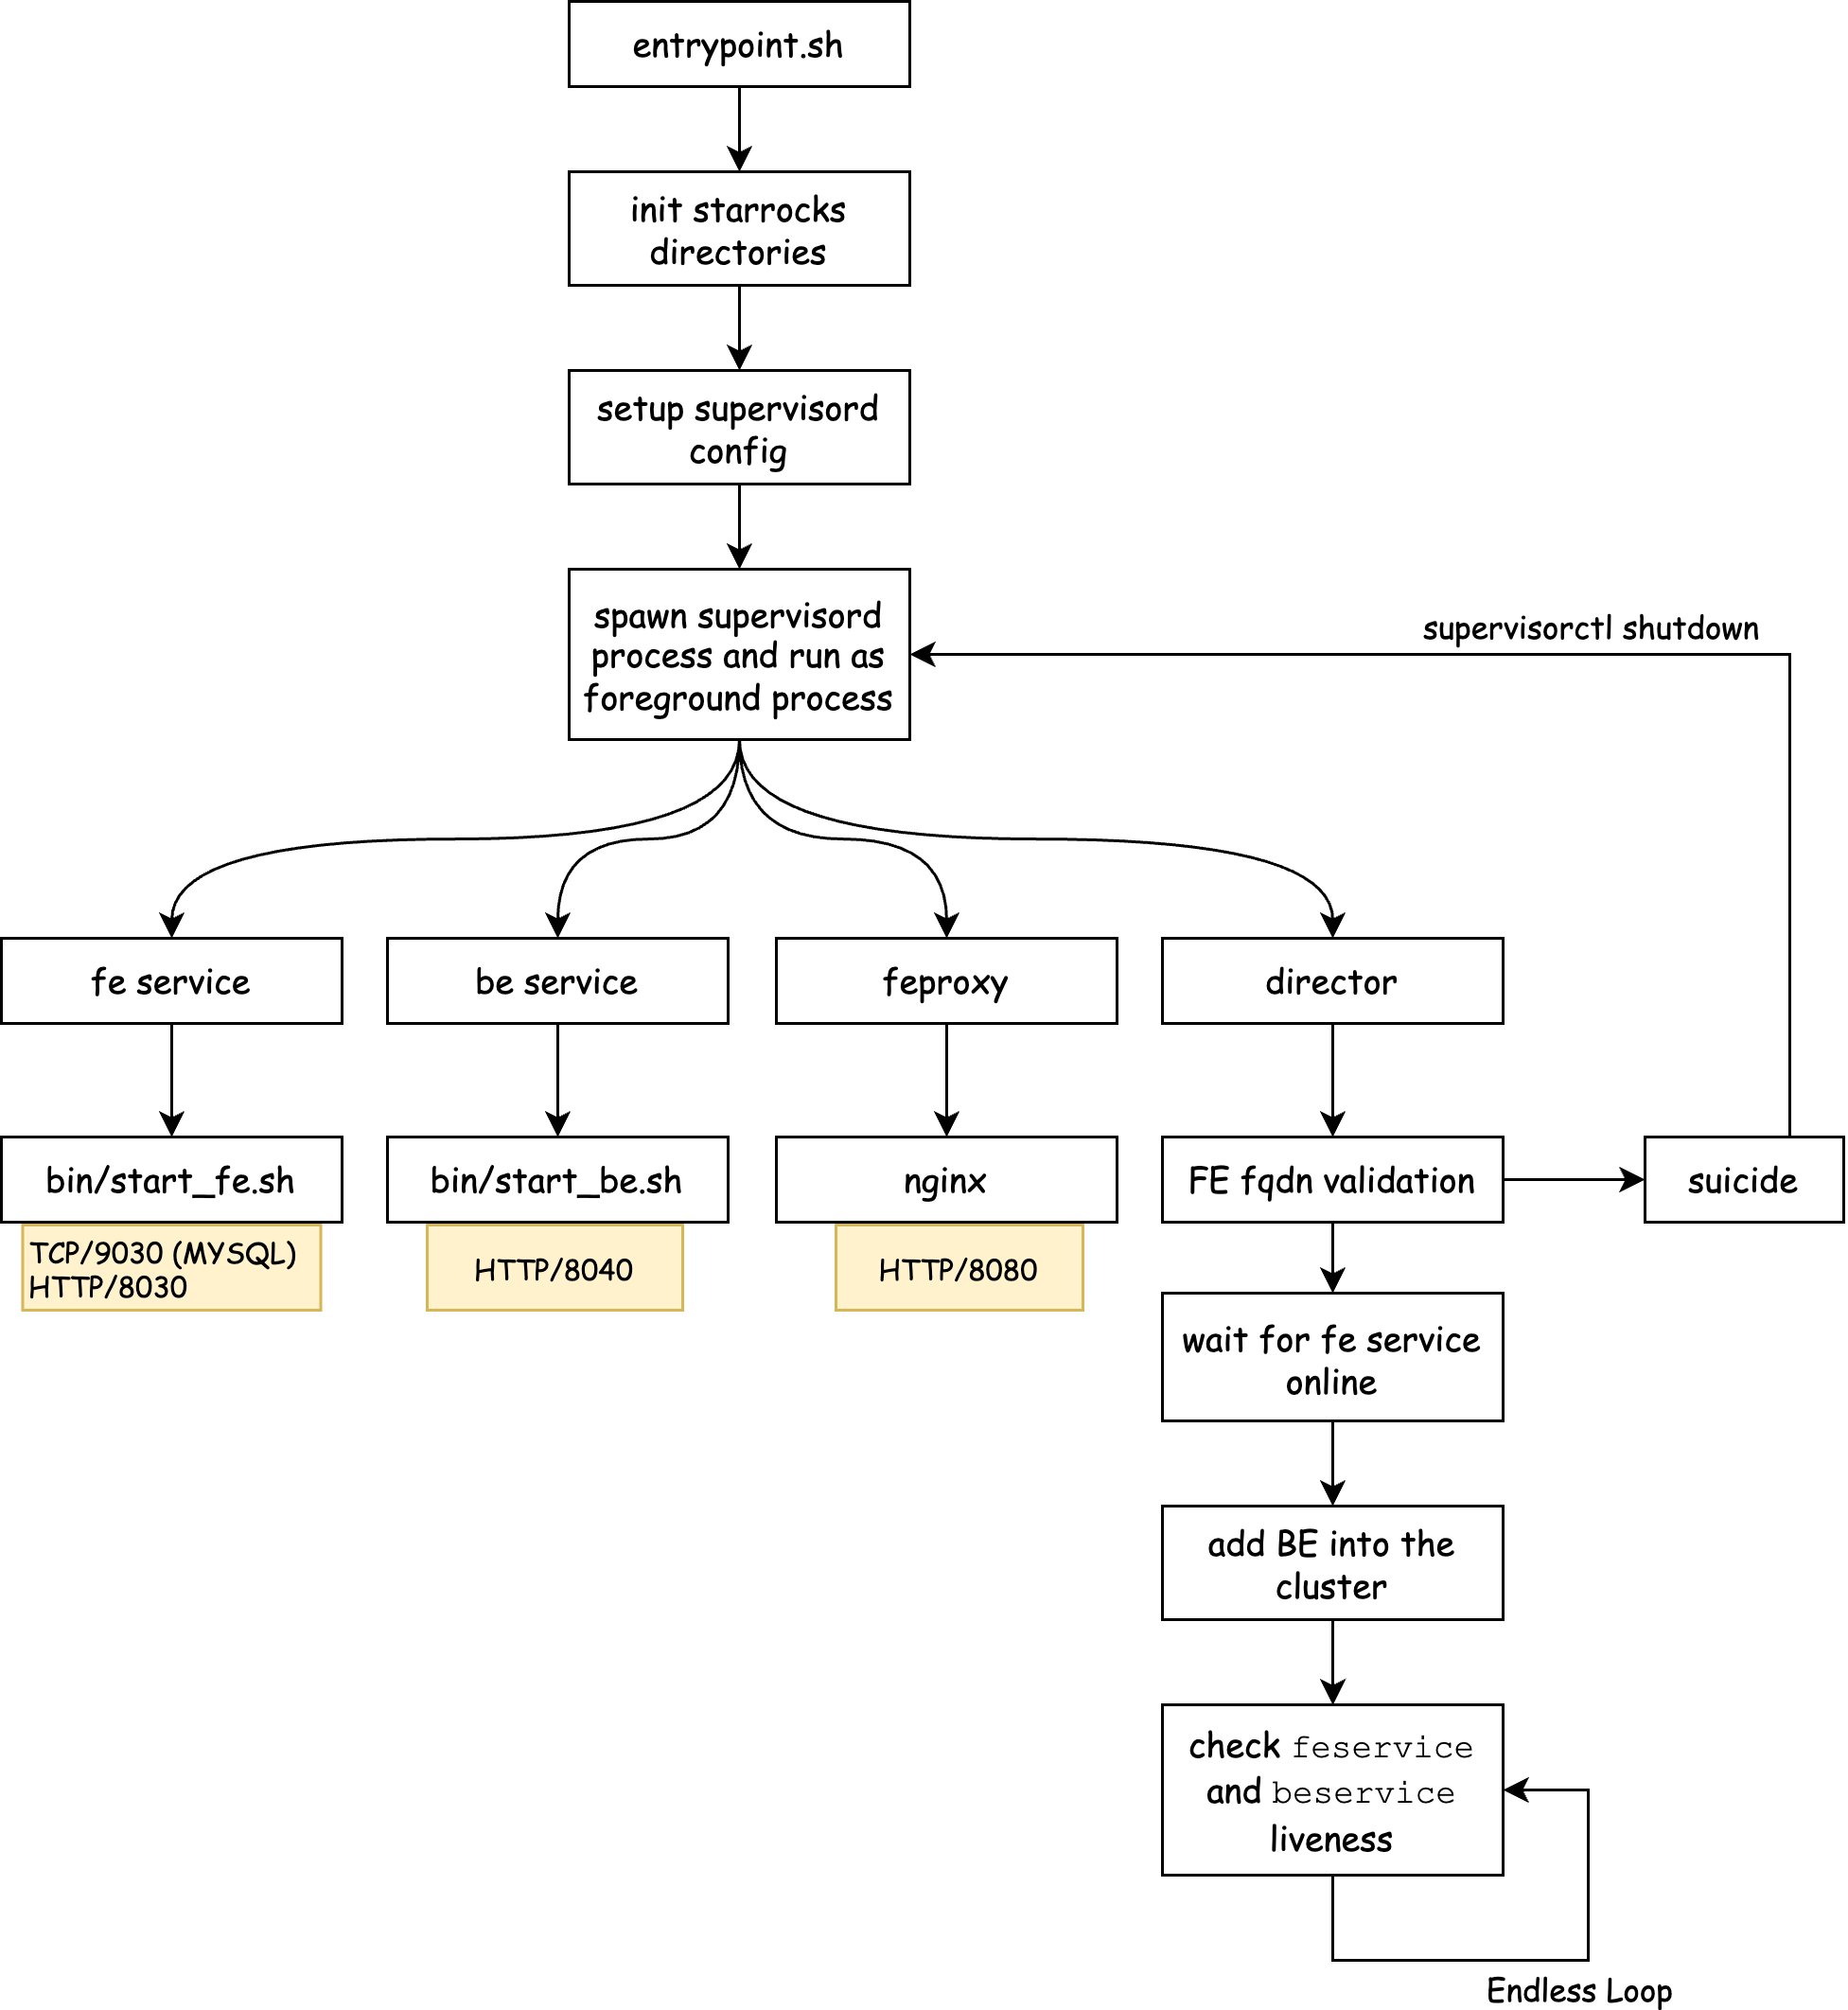 entrypoint.sh
init starrocks
directories
setup supervisord
config
spawn supervisord
process and run as
foreground process
supervisorctl shutdown
fe service
be service
feproxy
director
bin/start_fe.sh
bin/start_be.sh
nginx
FE fqdn validation
suicide
TCP/9030 (MYSQL)
HTTP/8030
HTTP/8040
HTTP/8080
wait for fe service
online
add BE into the
cluster
check feservice
and beservice
liveness
Endless Loop